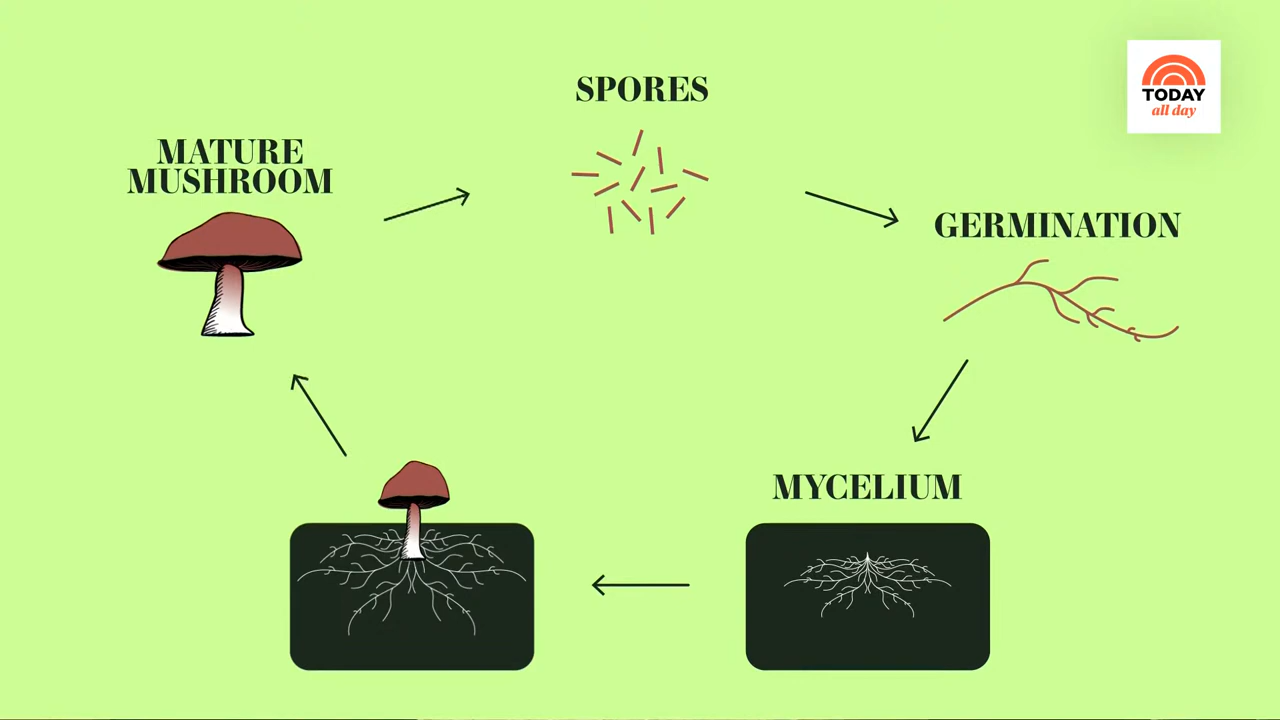 SPORES
MATURE
MUSHROOM
GERMINATION
MYCELIUM
TODAY
all day